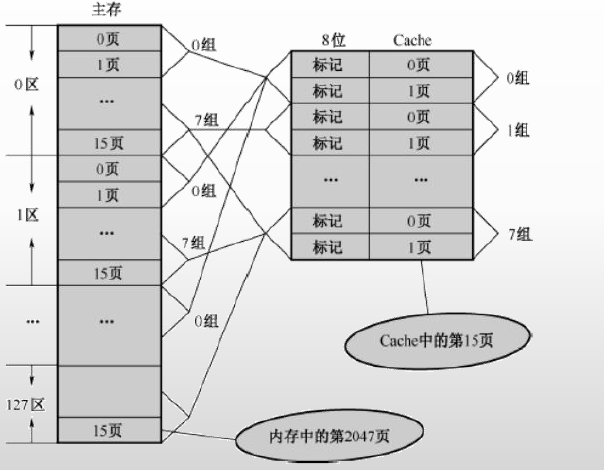 主存
0页
1页
...
15页
0页
1页
...
15页
...
15页
0区
1区
...
127区
0组
7组
0组
7组
0组
8位 Cache
标记 0页
标记 1页
标记 0页
标记 1页
... ...
标记 0页
标记 1页
0组
1组
7组
Cache中的第15页
内存中的第2047页